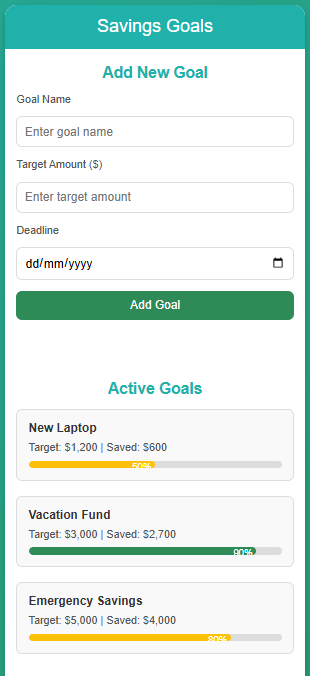 Savings Goals
Add New Goal
Goal Name
Enter goal name
Target Amount ($)
Enter target amount
Deadline
dd/mm/yyyy
Add Goal
Active Goals
New Laptop
Target: $1,200 | Saved: $600
50%
Vacation Fund
Target: $3,000 | Saved: $2,700
90%
Emergency Savings
Target: $5,000 | Saved: $4,000
80%